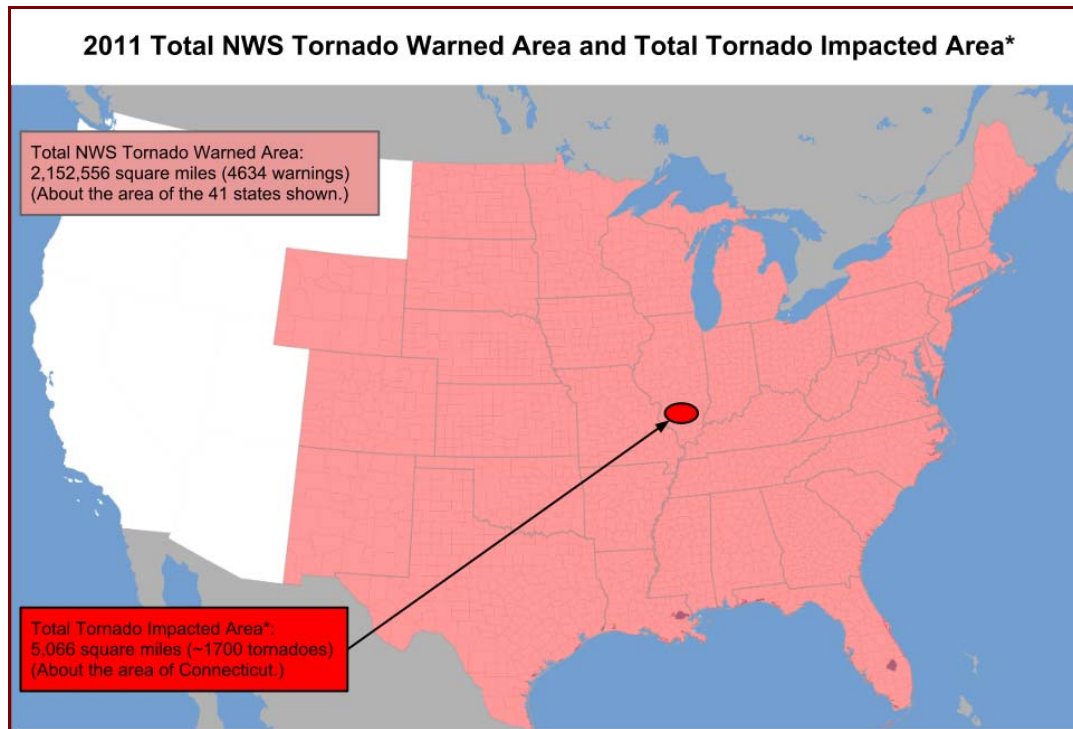 2011 Total NWS Tornado Warned Area and Total Tornado Impacted Area*
Total NWS Tornado Warned Area:
2,152,556 square miles (4634 warnings)
(About the area of the 41 states shown.)
Total Tornado Impacted Area*:
5,066 square miles (~1700 tornadoes)
(About the area of Connecticut.)